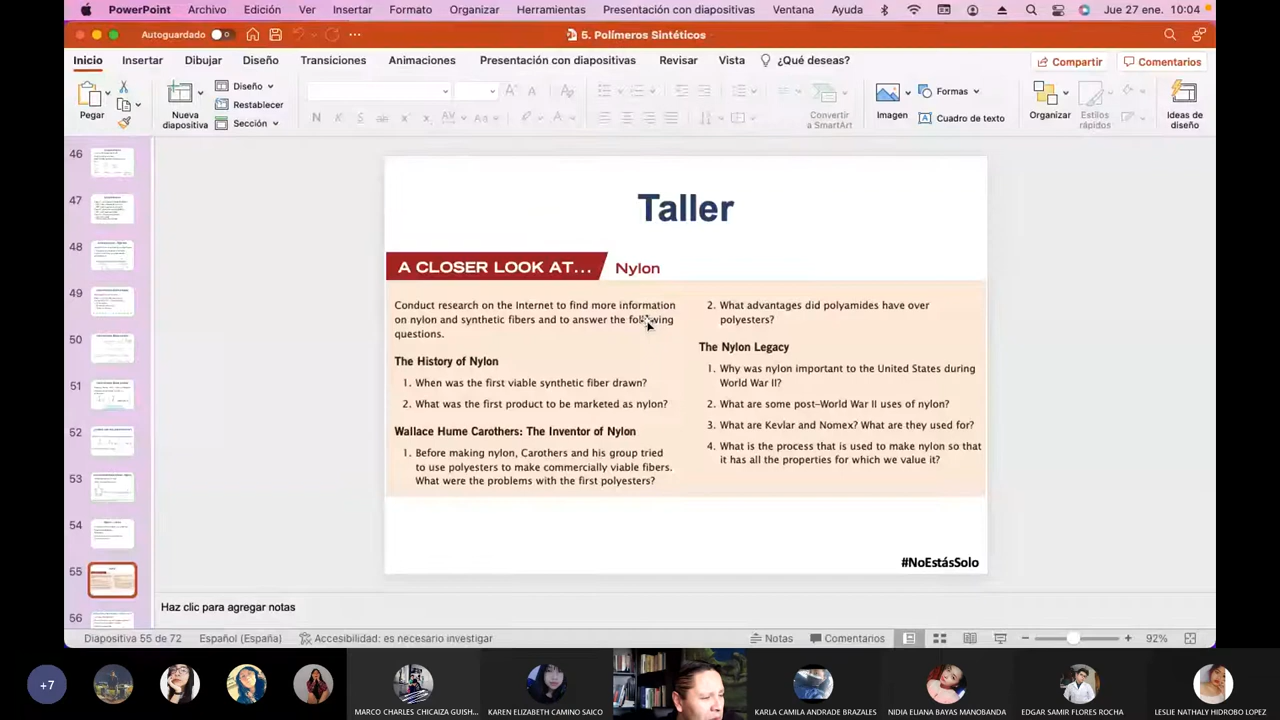 PowerPoint Archivo Edición Ver Insertar Formato Organizar Herramientas Presentación con diapositivas Ventana Ayuda Jue 27 ene. 10:04
Autoguardado 5. Polímeros Sintéticos
Inicio Insertar Dibujar Diseño Transiciones Animaciones Presentación con diapositivas Revisar Vista ¿Qué deseas? Compartir Comentarios
Pegar
Nueva diapositiva
Diseño
Restablecer
Sección
Convertir a SmartArt
Imagen
Formas
Cuadro de texto
Organizar
Estilos rápidos
Ideas de diseño
46
47
48
49
50
51
52
53
54
55
56
Taller
A CLOSER LOOK AT... Nylon
Conduct research on the Internet to find more information
on nylon and synthetic fibers and to answer the following
questions.
The History of Nylon
1. When was the first viable synthetic fiber drawn?
2. What was the first product to be marketed as nylon?
Wallace Hume Carothers: The Inventor of Nylon
1. Before making nylon, Carothers and his group tried
to use polyesters to make commercially viable fibers.
What were the problems with the first polyesters?
2. What advantages did polyamides have over
polyesters?
The Nylon Legacy
1. Why was nylon important to the United States during
World War II?
2. What are some post–World War II uses of nylon?
3. What are Kevlar and Nomex? What are they used for?
4. What is the process that is used to make nylon so that
it has all the properties for which we value it?
#NoEstásSolo
Haz clic para agregar notas
Diapositiva 55 de 72 Español (España) Accesibilidad: es necesario investigar Notas Comentarios 92%
+7
MARCO CHARLES CHICAIZA GUISH...
KAREN ELIZABETH CAMINO SAICO
KARLA CAMILA ANDRADE BRAZALES
NIDIA ELIANA BAYAS MANOBANDA
EDGAR SAMIR FLORES ROCHA
LESLIE NATHALY HIDROBO LOPEZ